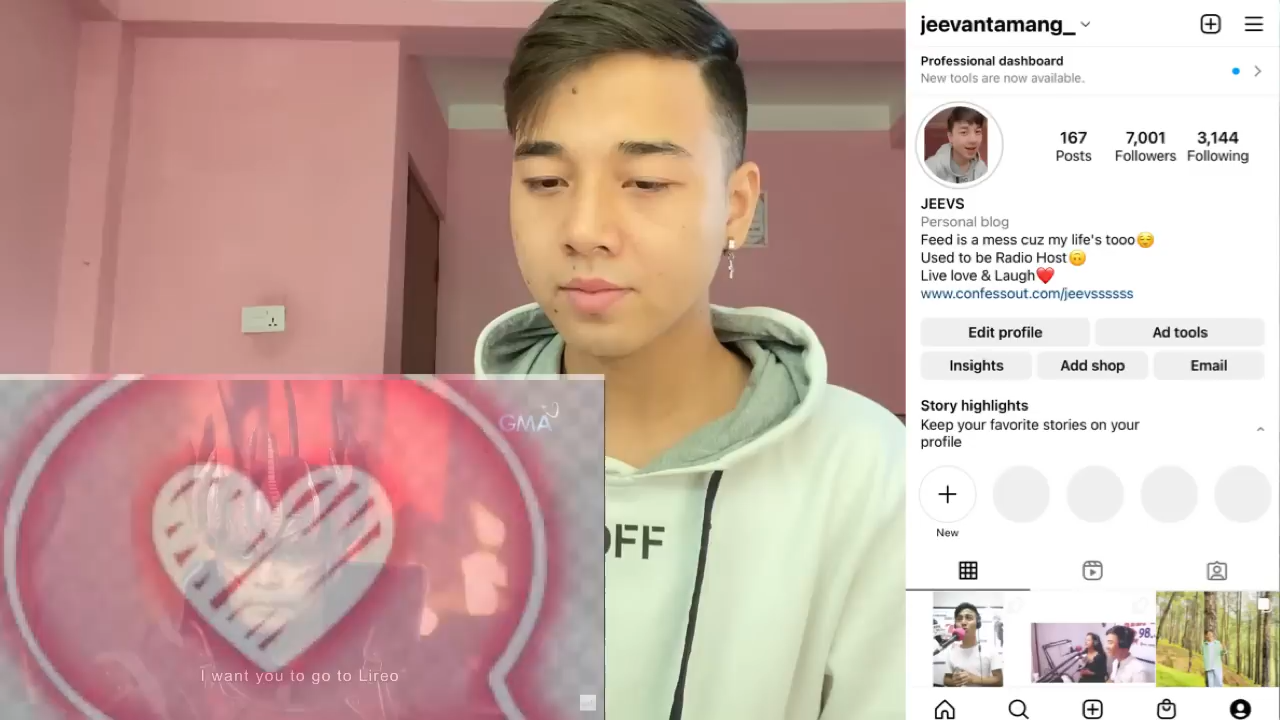 GMA
I want you to go to Lireo
OFF
jeevantamang_
Professional dashboard
New tools are now available.
167
Posts
7,001
Followers
3,144
Following
JEEVS
Personal blog
Feed is a mess cuz my life's tooo😌
Used to be Radio Host🙃
Live love & Laugh❤️
www.confessout.com/jeevssssss
Edit profile
Ad tools
Insights
Add shop
Email
Story highlights
Keep your favorite stories on your
profile
New
98.